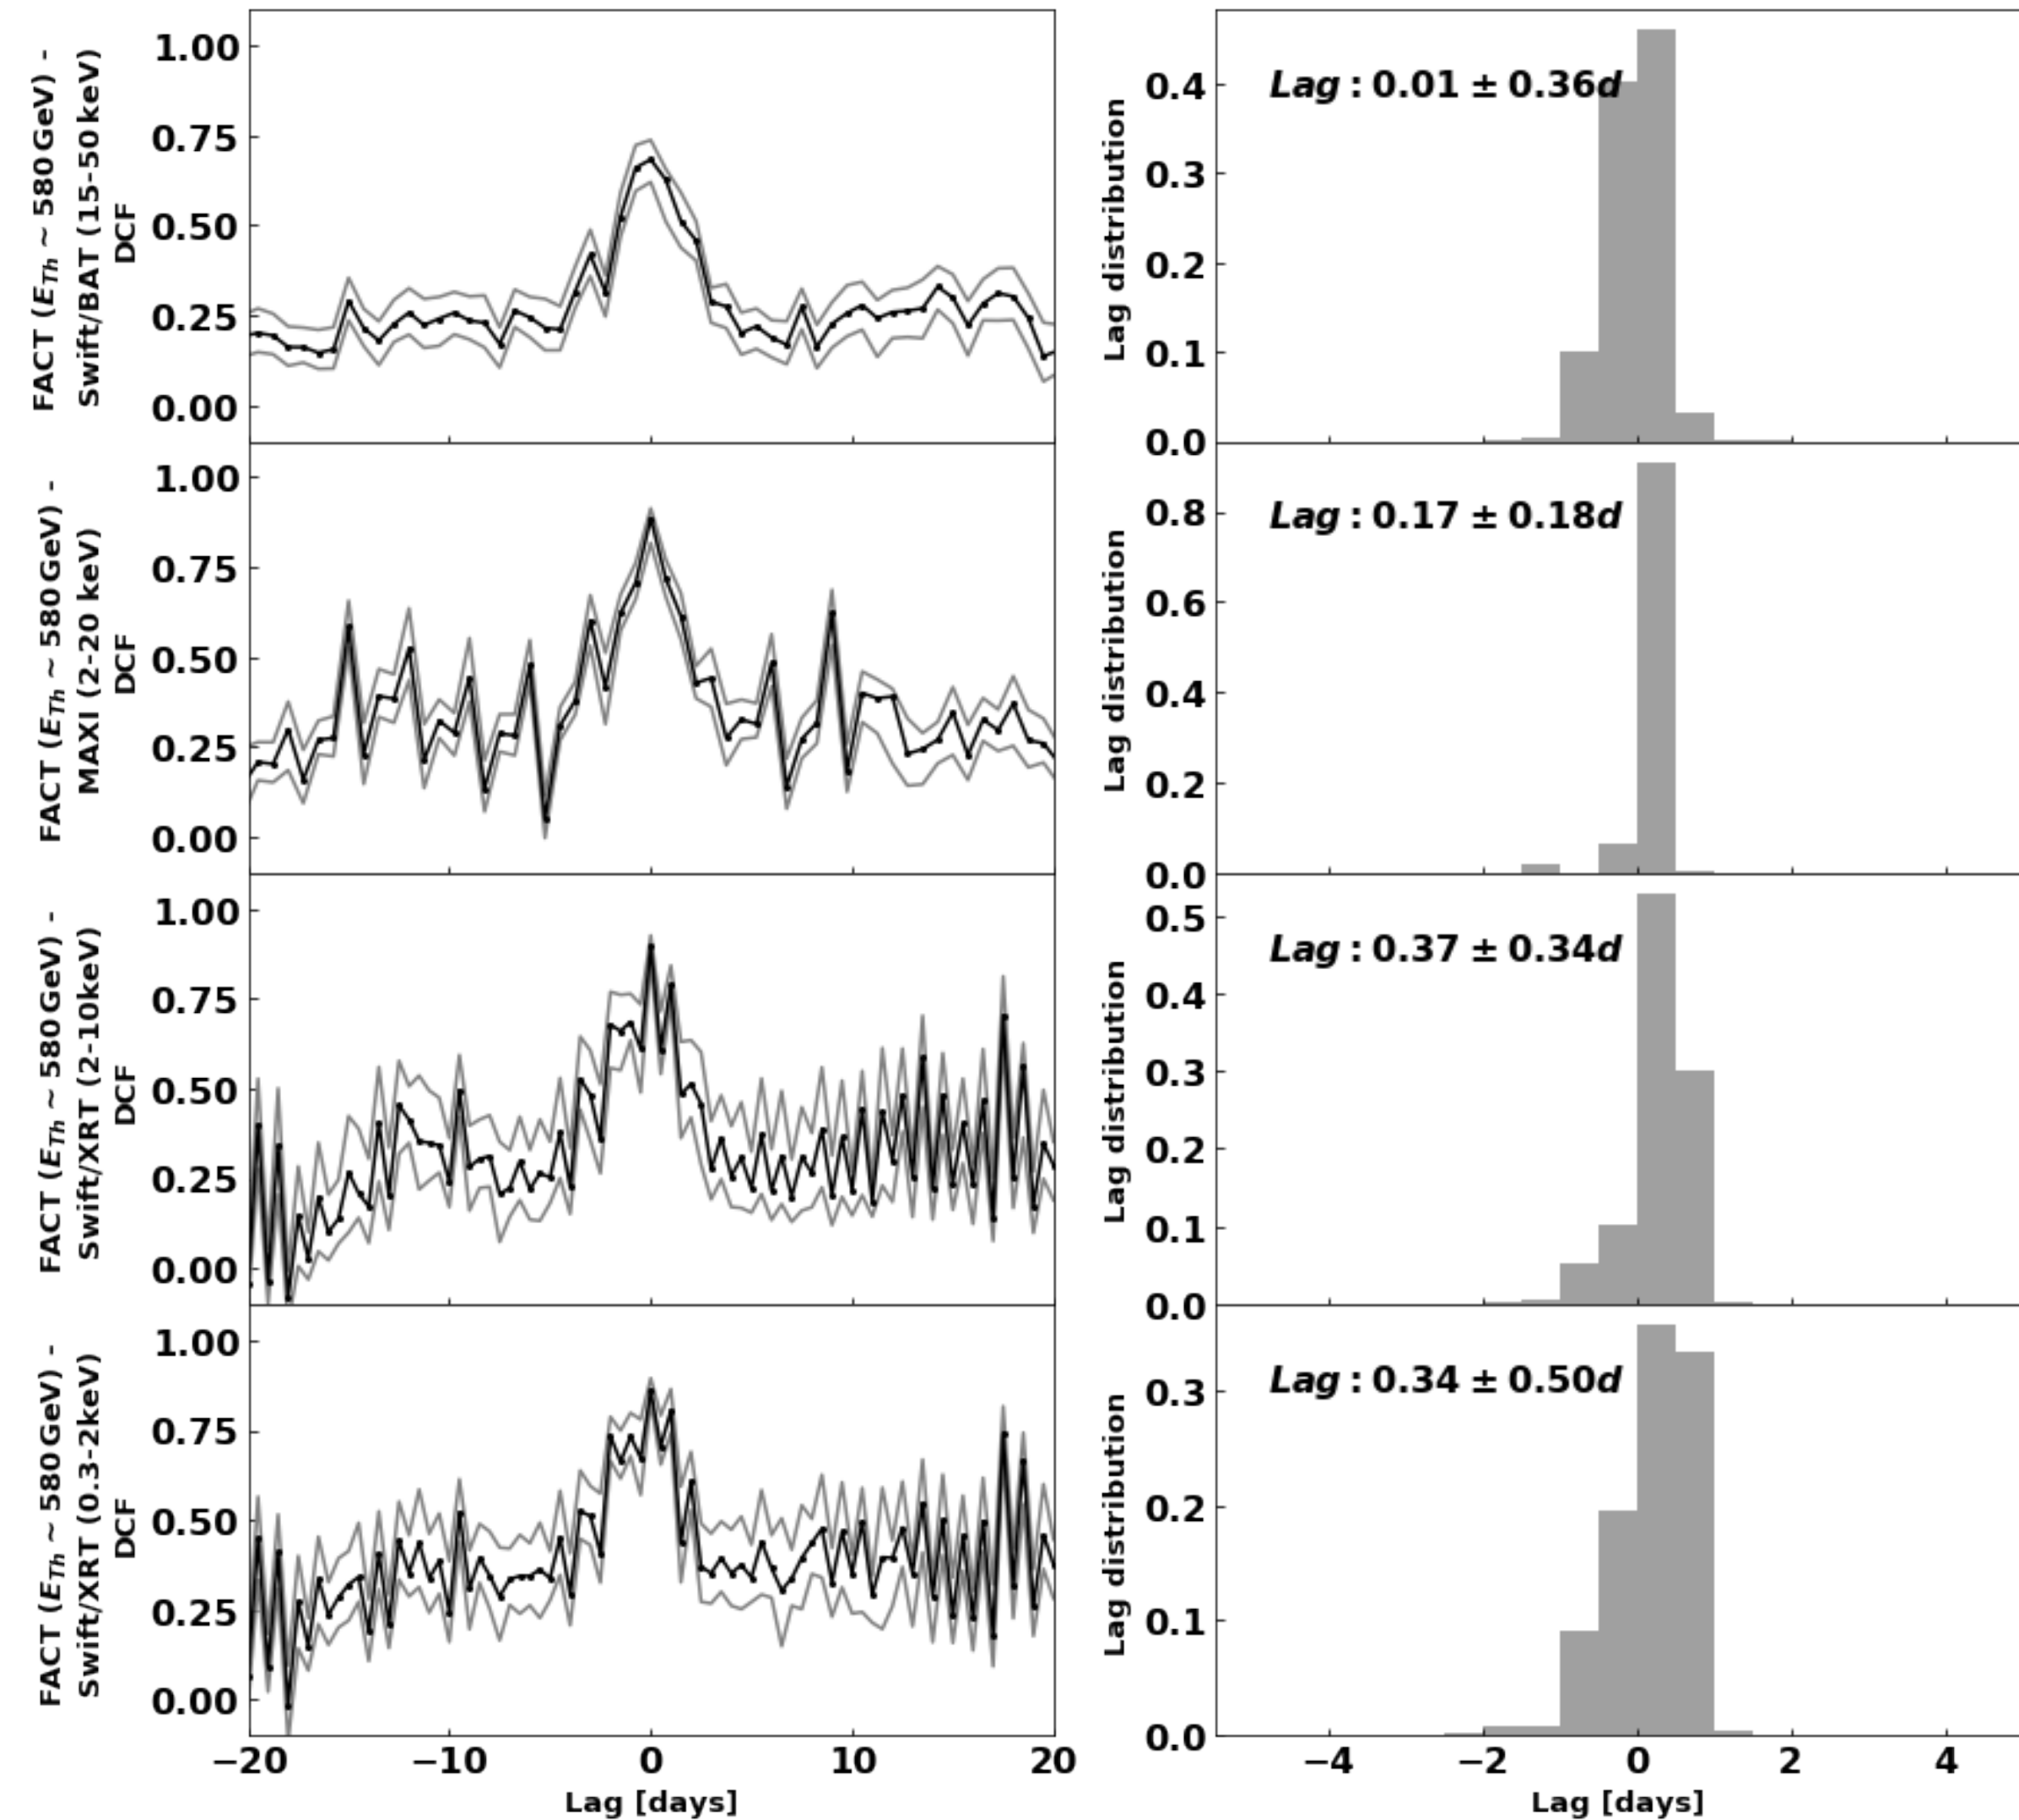 FACT (E_Th ~ 580 GeV) -
Swift/BAT (15-50 keV)
DCF
1.00
0.75
0.50
0.25
0.00
Lag distribution
0.4
0.3
0.2
0.1
0.0
Lag : 0.01 ± 0.36d
FACT (E_Th ~ 580 GeV) -
MAXI (2-20 keV)
DCF
1.00
0.75
0.50
0.25
0.00
Lag distribution
0.8
0.6
0.4
0.2
0.0
Lag : 0.17 ± 0.18d
FACT (E_Th ~ 580 GeV) -
Swift/XRT (2-10keV)
DCF
1.00
0.75
0.50
0.25
0.00
Lag distribution
0.5
0.4
0.3
0.2
0.1
0.0
Lag : 0.37 ± 0.34d
FACT (E_Th ~ 580 GeV) -
Swift/XRT (0.3-2keV)
DCF
1.00
0.75
0.50
0.25
0.00
Lag distribution
0.3
0.2
0.1
0.0
Lag : 0.34 ± 0.50d
−20 −10 0 10 20
Lag [days]
−4 −2 0 2 4
Lag [days]